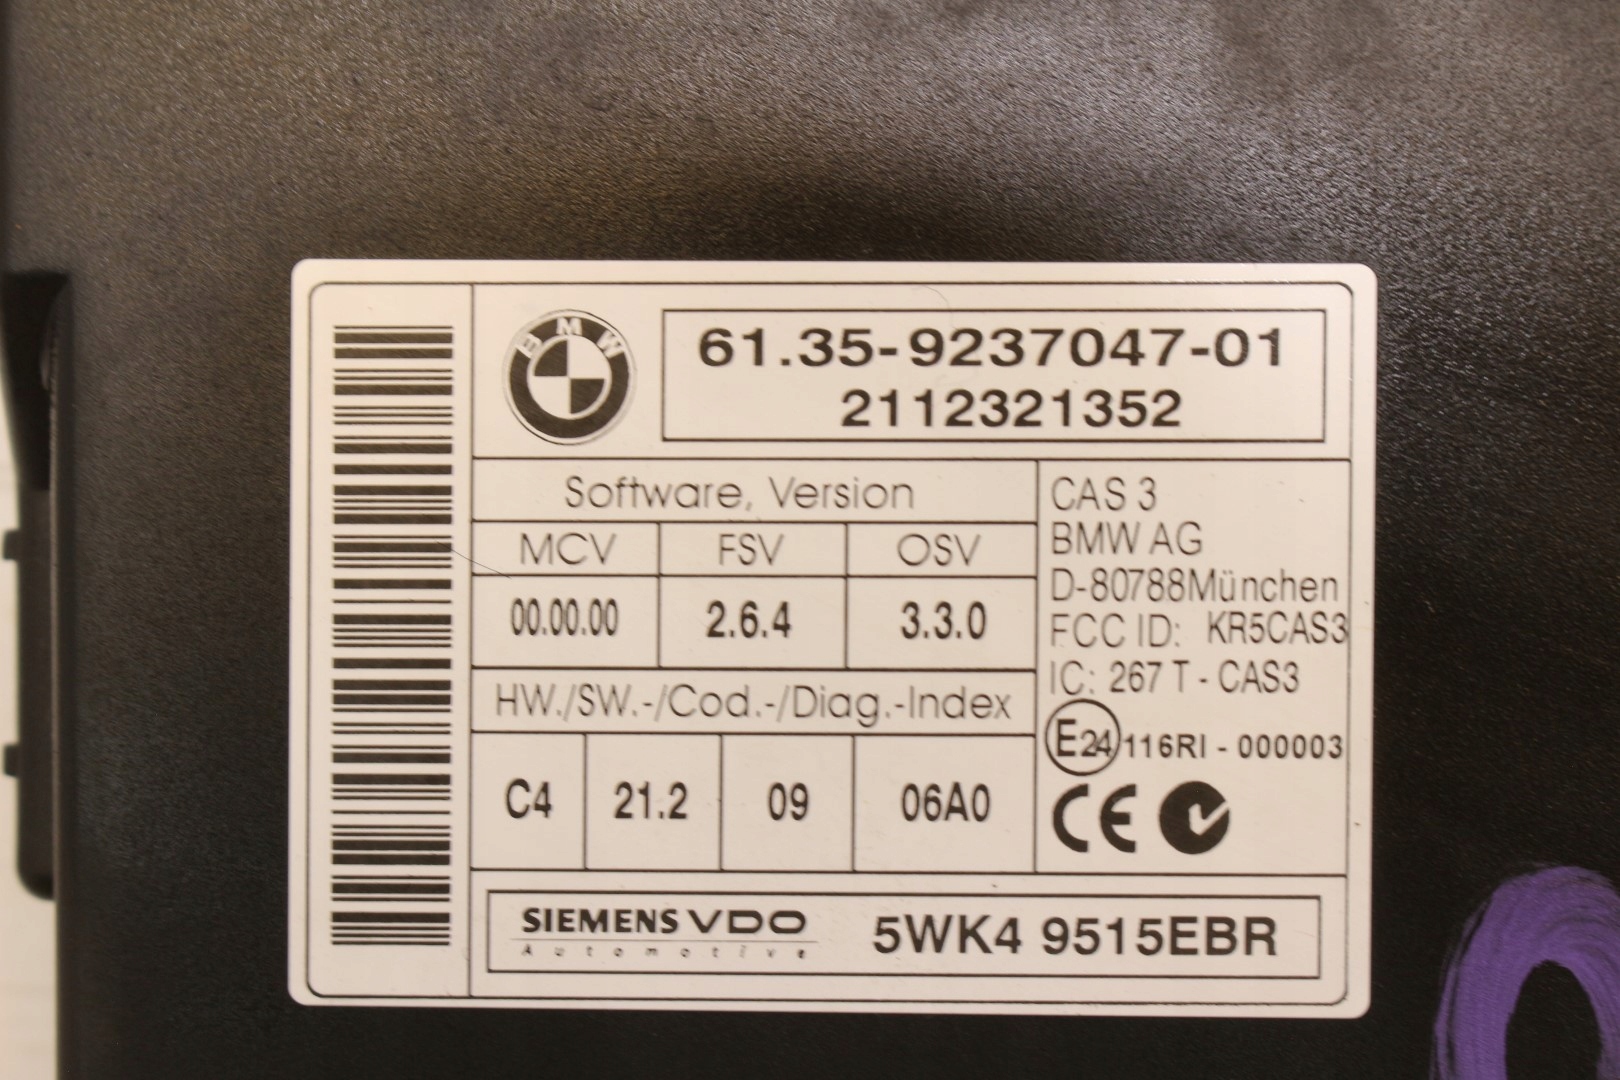 BMW
61.35-9237047-01
2112321352
Software, Version
MCV FSV OSV
00.00.00 2.6.4 3.3.0
HW./SW.-/Cod.-/Diag.-Index
C4 21.2 09 06A0
CAS 3
BMW AG
D-80788München
FCC ID: KR5CAS3
IC: 267 T - CAS3
E24 116RI - 000003
CE
SIEMENS VDO
Automotive
5WK4 9515EBR